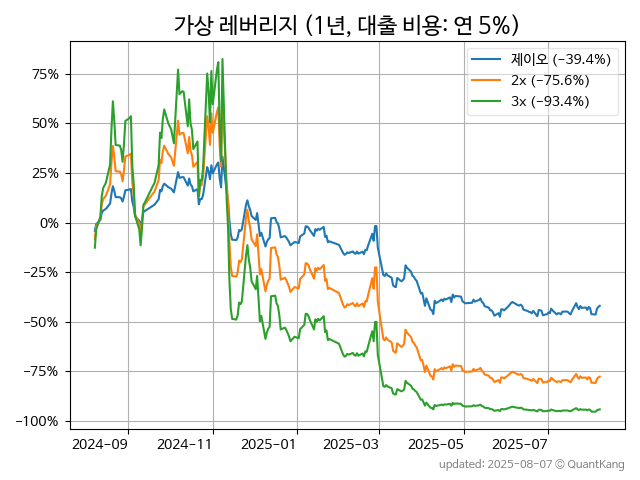 가상 레버리지 (1년, 대출 비용: 연 5%)
제이오 (−39.4%)
2x (−75.6%)
3x (−93.4%)
75%
50%
25%
0%
−25%
−50%
−75%
−100%
2024-09 2024-11 2025-01 2025-03 2025-05 2025-07
updated: 2025-08-07 © QuantKang